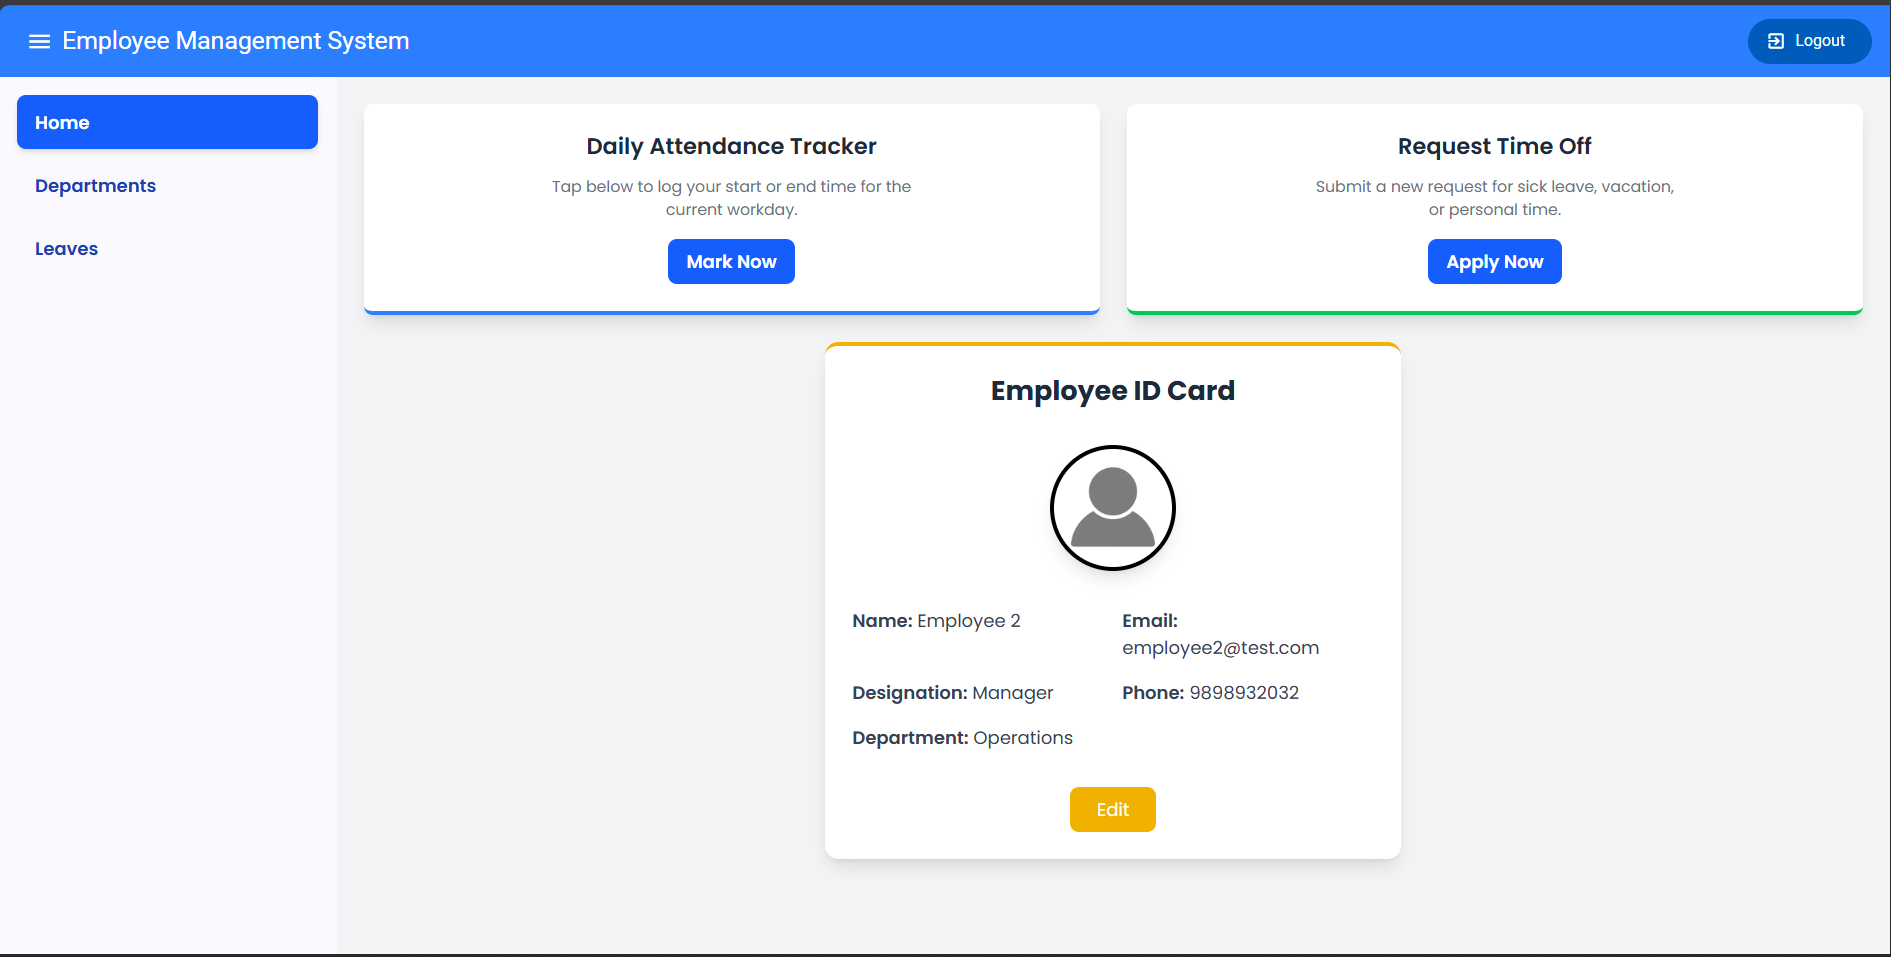 Employee Management System
Logout
Home
Departments
Leaves
Daily Attendance Tracker
Tap below to log your start or end time for the
current workday.
Mark Now
Request Time Off
Submit a new request for sick leave, vacation,
or personal time.
Apply Now
Employee ID Card
Name: Employee 2
Email:
employee2@test.com
Designation: Manager
Phone: 9898932032
Department: Operations
Edit